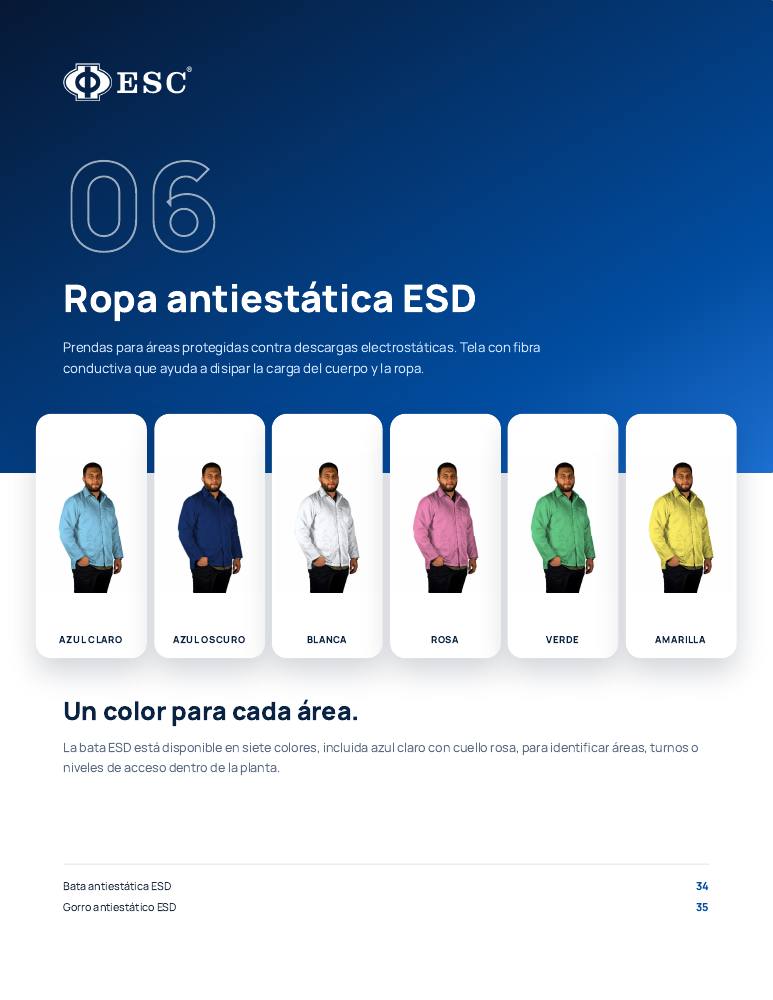 ESC®
06
Ropa antiestática ESD
Prendas para áreas protegidas contra descargas electrostáticas. Tela con fibra
conductiva que ayuda a disipar la carga del cuerpo y la ropa.
AZUL CLARO
AZUL OSCURO
BLANCA
ROSA
VERDE
AMARILLA
Un color para cada área.
La bata ESD está disponible en siete colores, incluida azul claro con cuello rosa, para identificar áreas, turnos o
niveles de acceso dentro de la planta.
Bata antiestática ESD 34
Gorro antiestático ESD 35